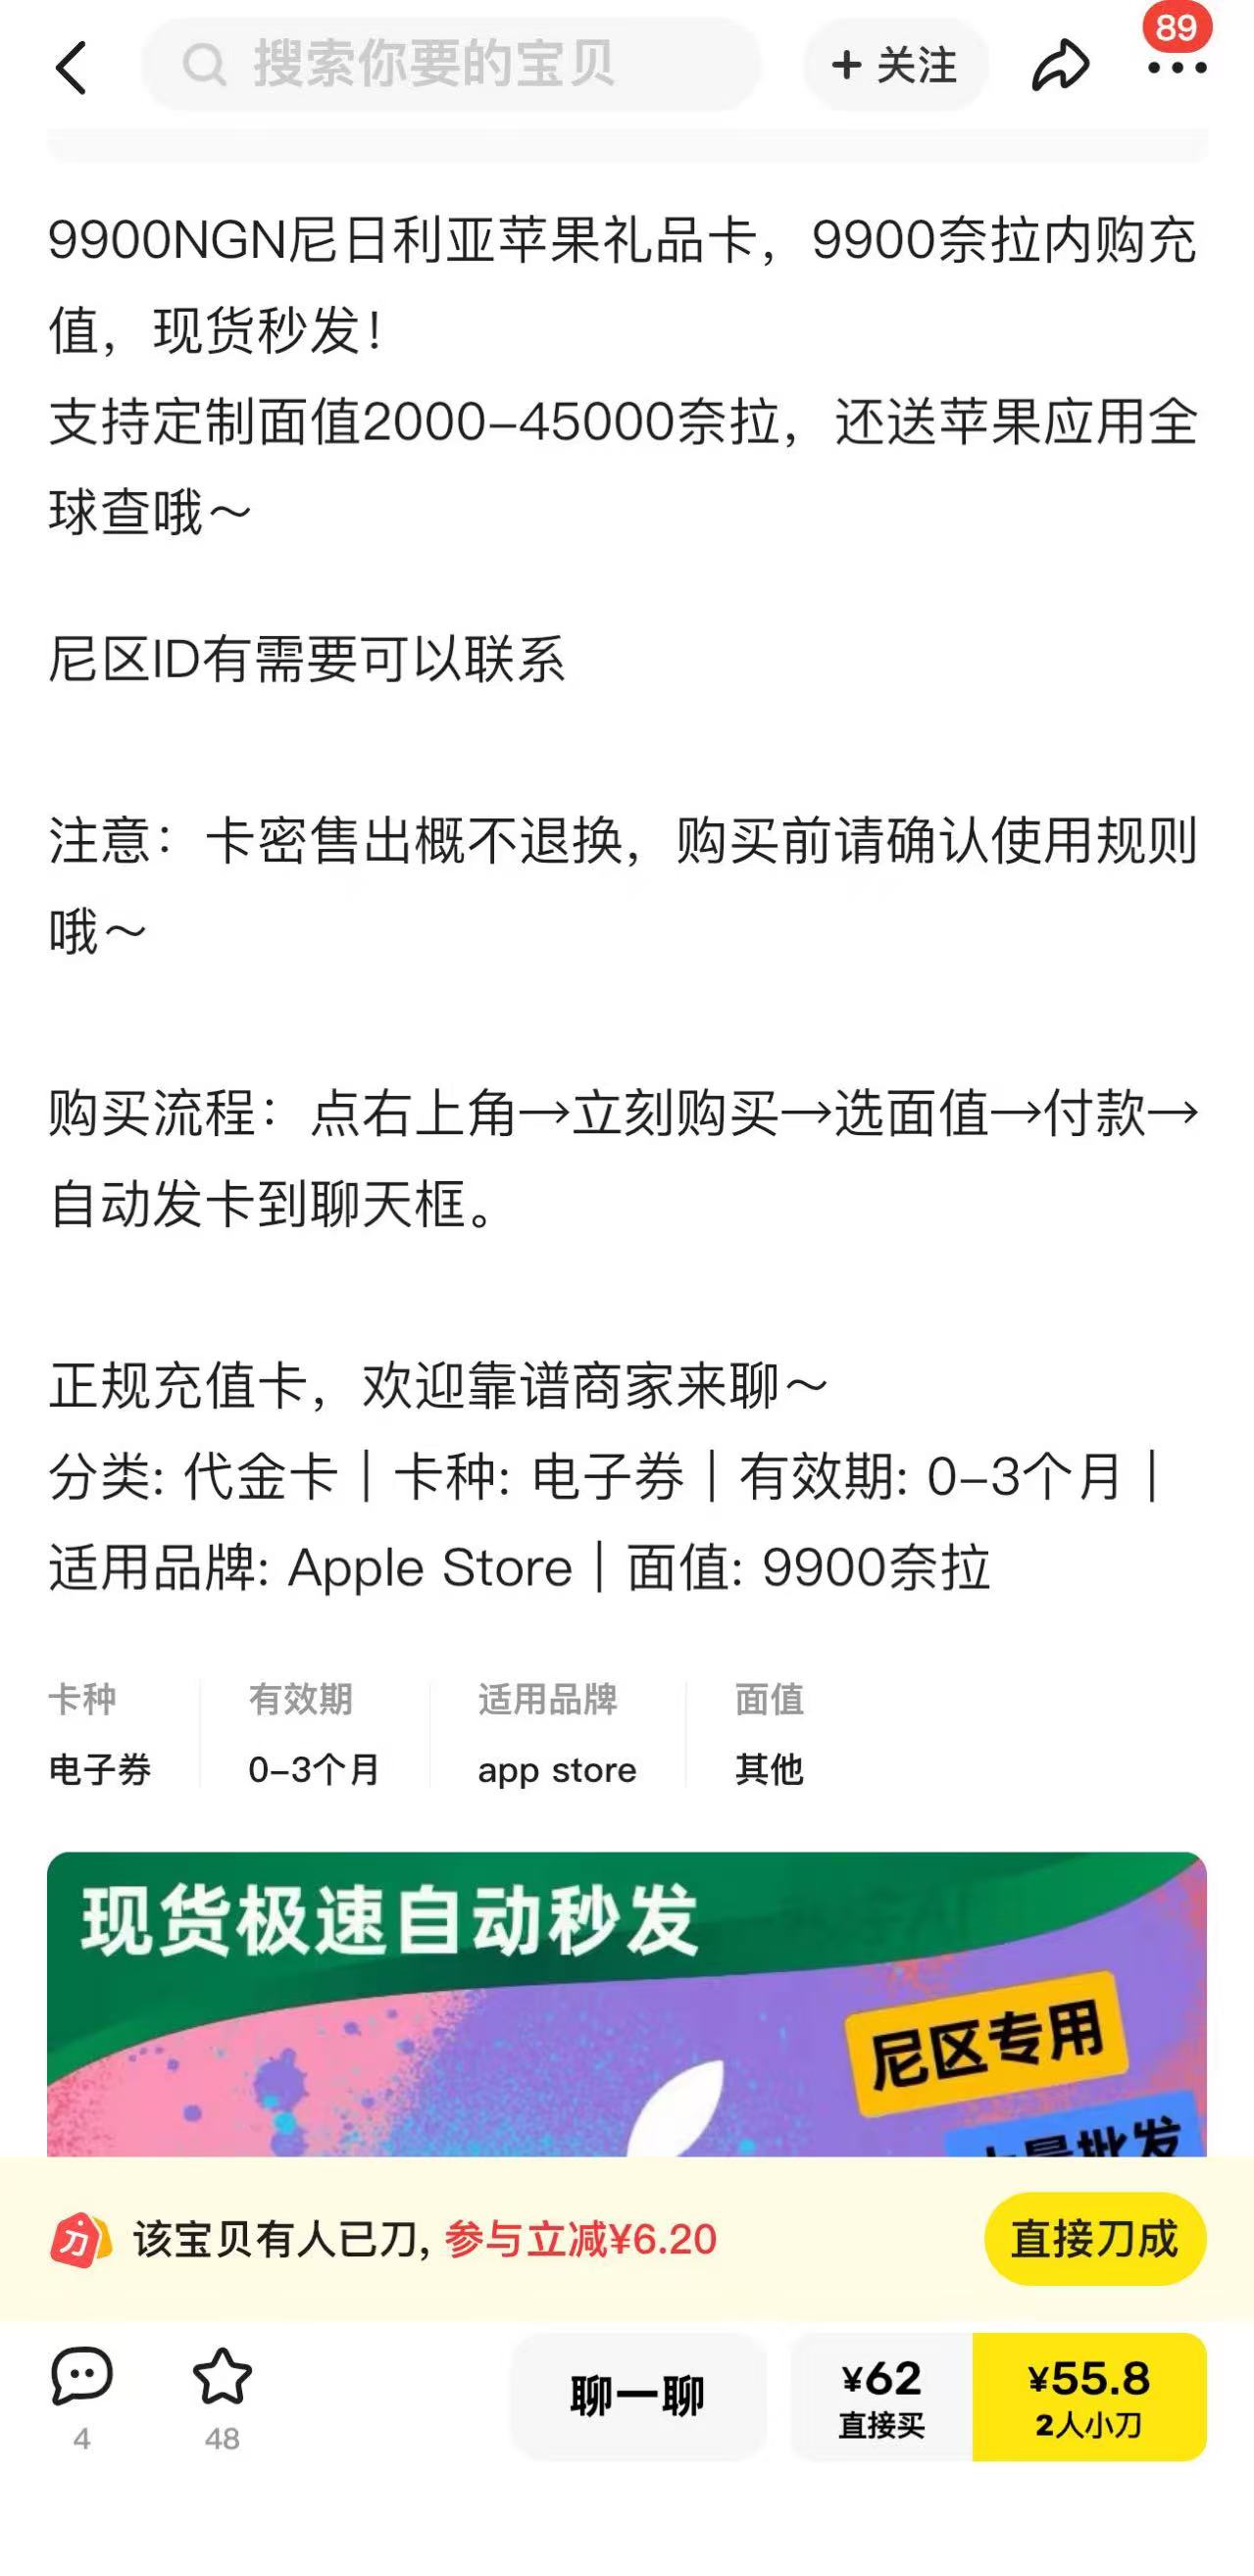 搜索你要的宝贝
+ 关注
89
9900NGN尼日利亚苹果礼品卡，9900奈拉内购充
值，现货秒发！
支持定制面值2000-45000奈拉，还送苹果应用全
球查哦～
尼区ID有需要可以联系
注意：卡密售出概不退换，购买前请确认使用规则
哦～
购买流程：点右上角→立刻购买→选面值→付款→
自动发卡到聊天框。
正规充值卡，欢迎靠谱商家来聊～
分类: 代金卡｜卡种: 电子券｜有效期: 0-3个月｜
适用品牌: Apple Store｜面值: 9900奈拉
卡种 有效期 适用品牌 面值
电子券 0-3个月 app store 其他
现货极速自动秒发
尼区专用
批发
刀 该宝贝有人已刀, 参与立减¥6.20 直接刀成
聊一聊
¥62 ¥55.8
直接买 2人小刀
4 48